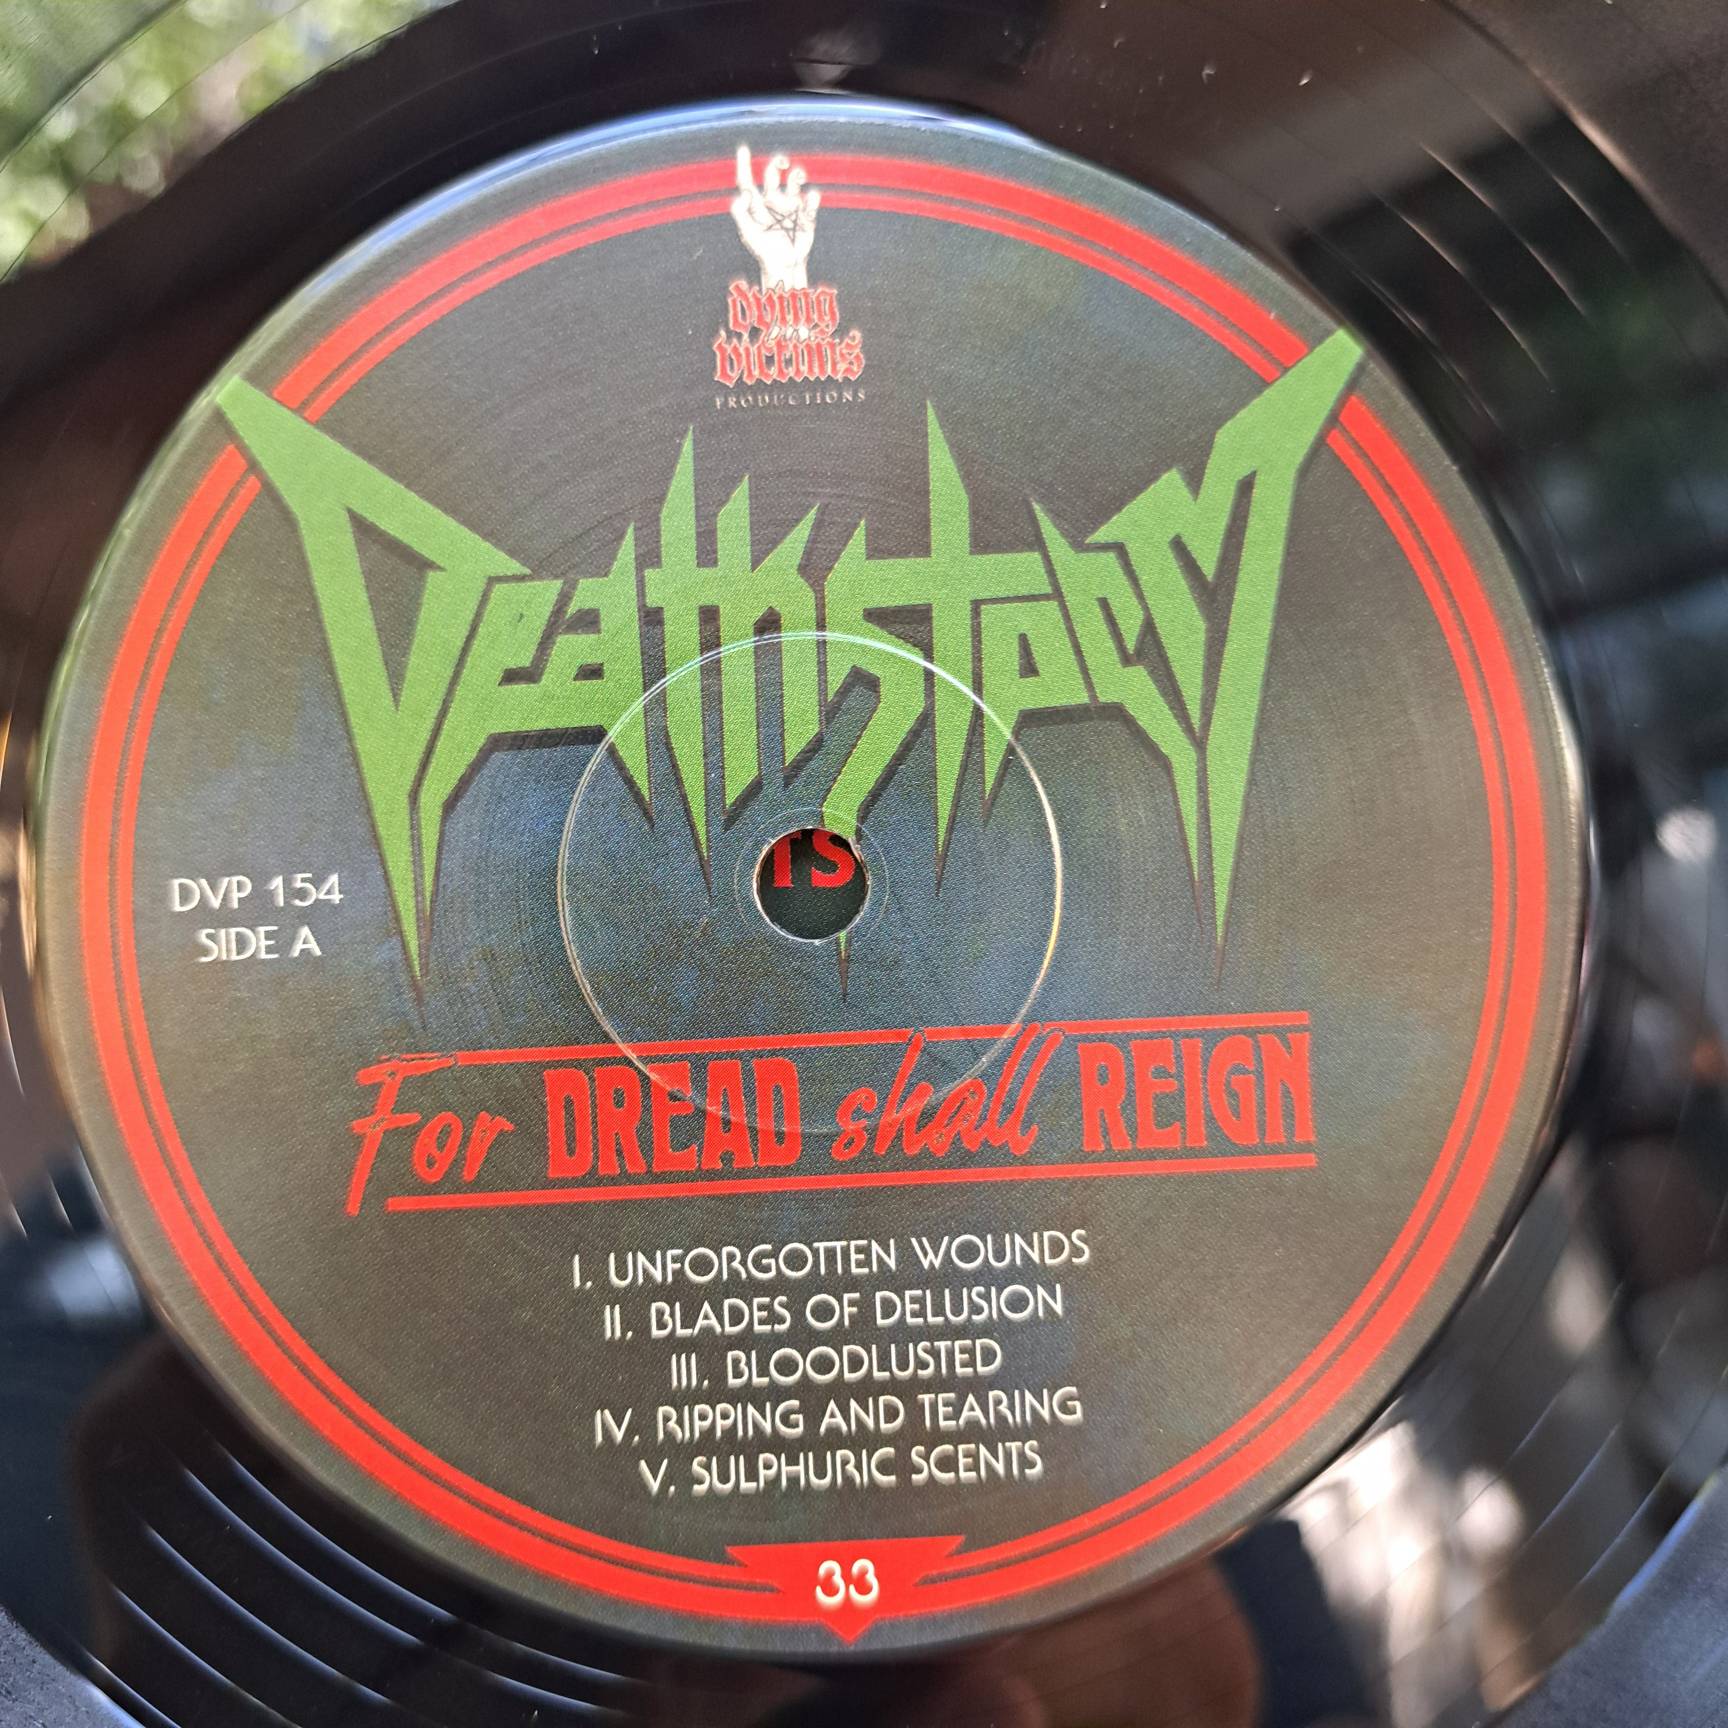 dying
victims
PRODUCTIONS
Deathstorm
DVP 154
SIDE A
TS
For DREAD shall REIGN
I. UNFORGOTTEN WOUNDS
II. BLADES OF DELUSION
III. BLOODLUSTED
IV. RIPPING AND TEARING
V. SULPHURIC SCENTS
33